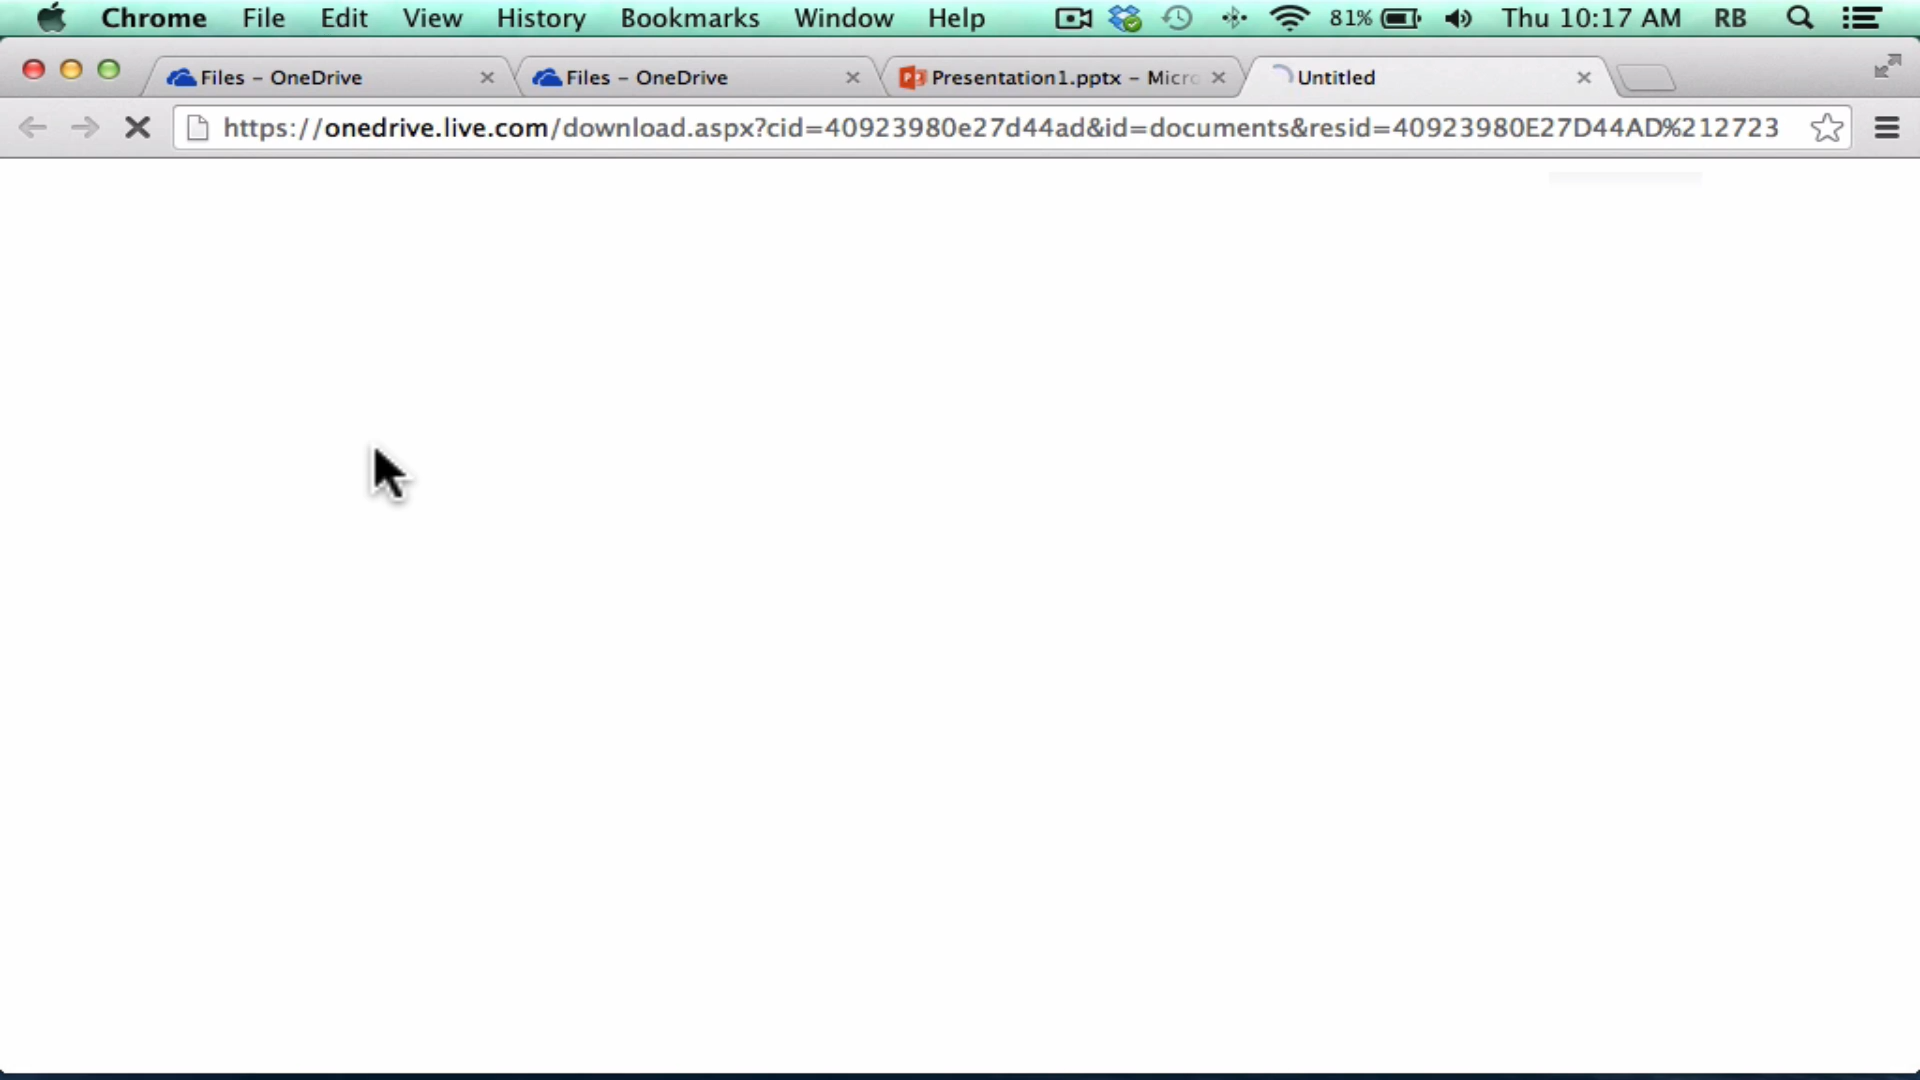 Chrome File Edit View History Bookmarks Window Help 81% Thu 10:17 AM RB
Files - OneDrive Files - OneDrive Presentation1.pptx - Micro Untitled
https://onedrive.live.com/download.aspx?cid=40923980e27d44ad&id=documents&resid=40923980E27D44AD%212723